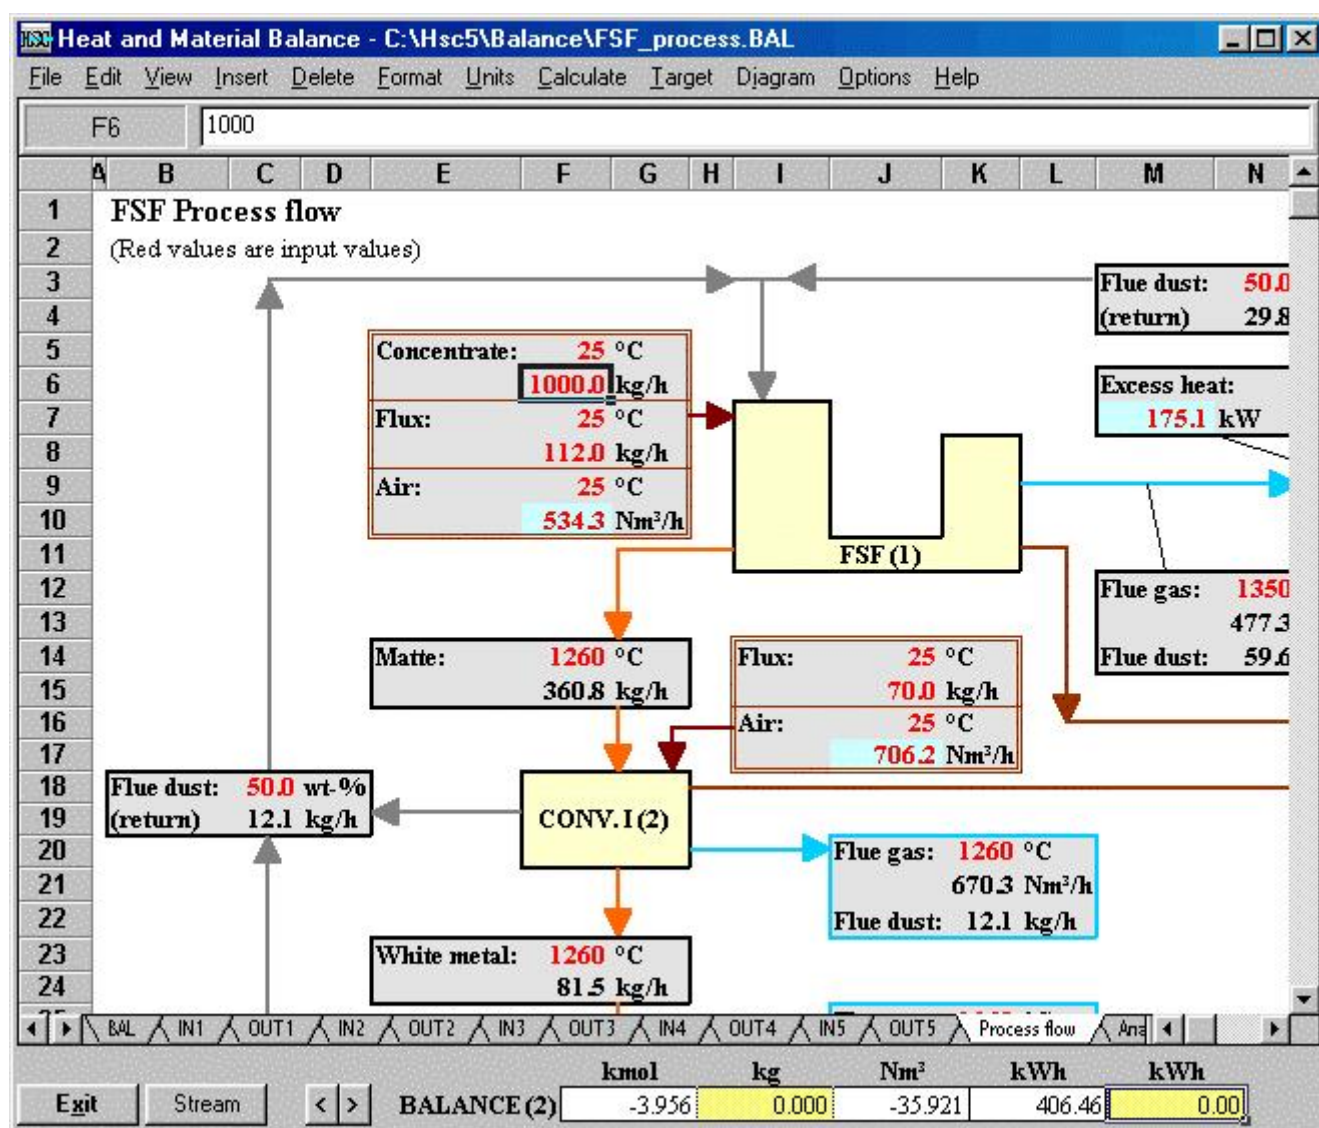 HSC Heat and Material Balance - C:\Hsc5\Balance\FSF_process.BAL
File Edit View Insert Delete Format Units Calculate Target Diagram Options Help
F6 1000
A B C D E F G H I J K L M N
1 FSF Process flow
2 (Red values are input values)
3 Flue dust: 50.0
4 (return) 29.8
5 Concentrate: 25 °C
6 1000.0 kg/h Excess heat:
7 Flux: 25 °C 175.1 kW
8 112.0 kg/h
9 Air: 25 °C
10 534.3 Nm³/h
11 FSF (1)
12 Flue gas: 1350
13 477.3
14 Matte: 1260 °C Flux: 25 °C Flue dust: 59.6
15 360.8 kg/h 70.0 kg/h
16 Air: 25 °C
17 706.2 Nm³/h
18 Flue dust: 50.0 wt-%
19 (return) 12.1 kg/h CONV. I (2)
20 Flue gas: 1260 °C
21 670.3 Nm³/h
22 Flue dust: 12.1 kg/h
23 White metal: 1260 °C
24 81.5 kg/h
BAL IN1 OUT1 IN2 OUT2 IN3 OUT3 IN4 OUT4 IN5 OUT5 Process flow Ana
kmol kg Nm³ kWh kWh
Exit Stream < > BALANCE (2) -3.956 0.000 -35.921 406.46 0.00